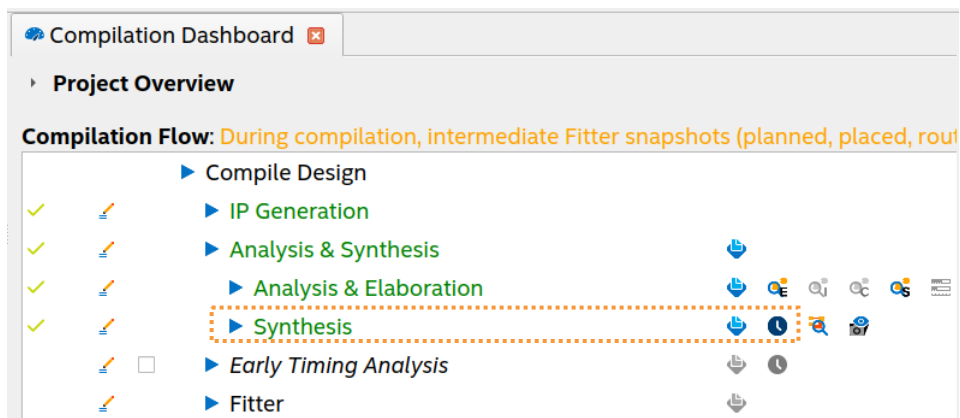 Compilation Dashboard
Project Overview
Compilation Flow: During compilation, intermediate Fitter snapshots (planned, placed, rout
Compile Design
IP Generation
Analysis & Synthesis
Analysis & Elaboration
Synthesis
Early Timing Analysis
Fitter